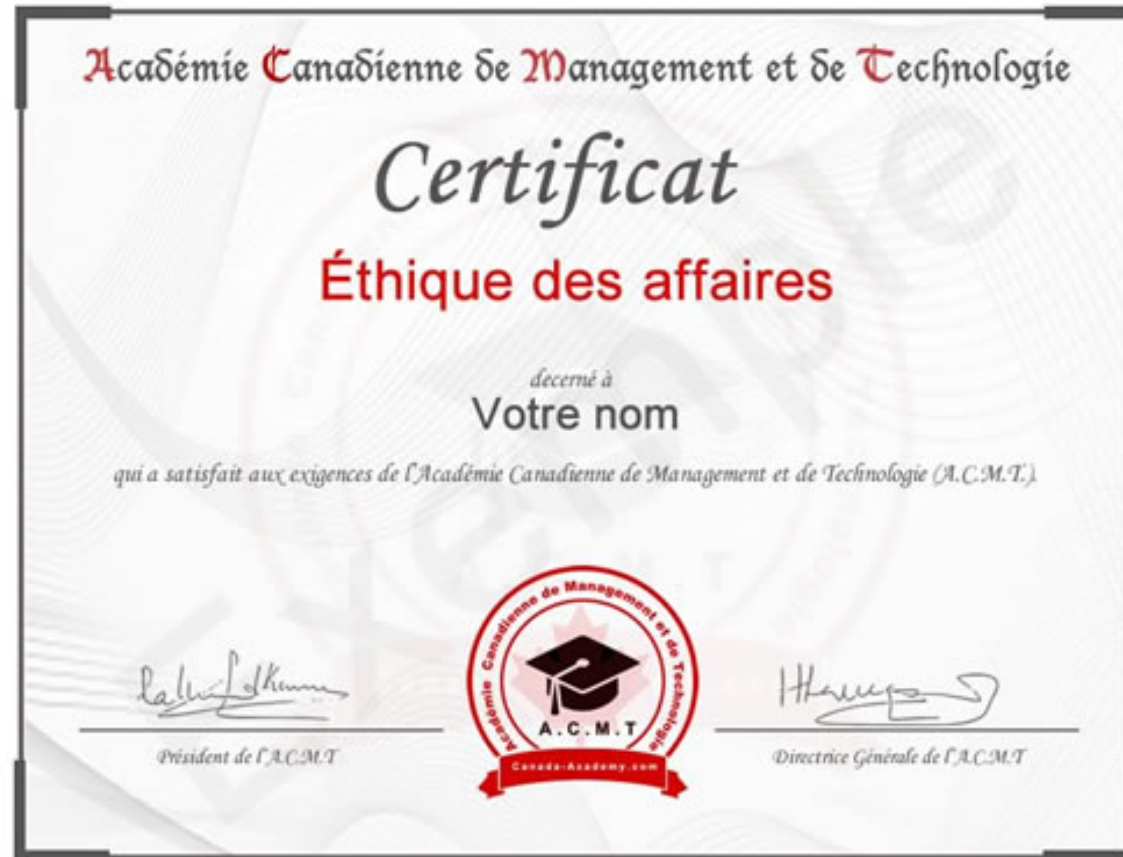 Académie Canadienne de Management et de Technologie
Certificat
Éthique des affaires
decerné à
Votre nom
qui a satisfait aux exigences de l'Académie Canadienne de Management et de Technologie (A.C.M.T.).
Exemple
Académie Canadienne de Management et de Technologie
A.C.M.T
Canada-Academy.com
Président de l'A.C.M.T
Directrice Générale de l'A.C.M.T